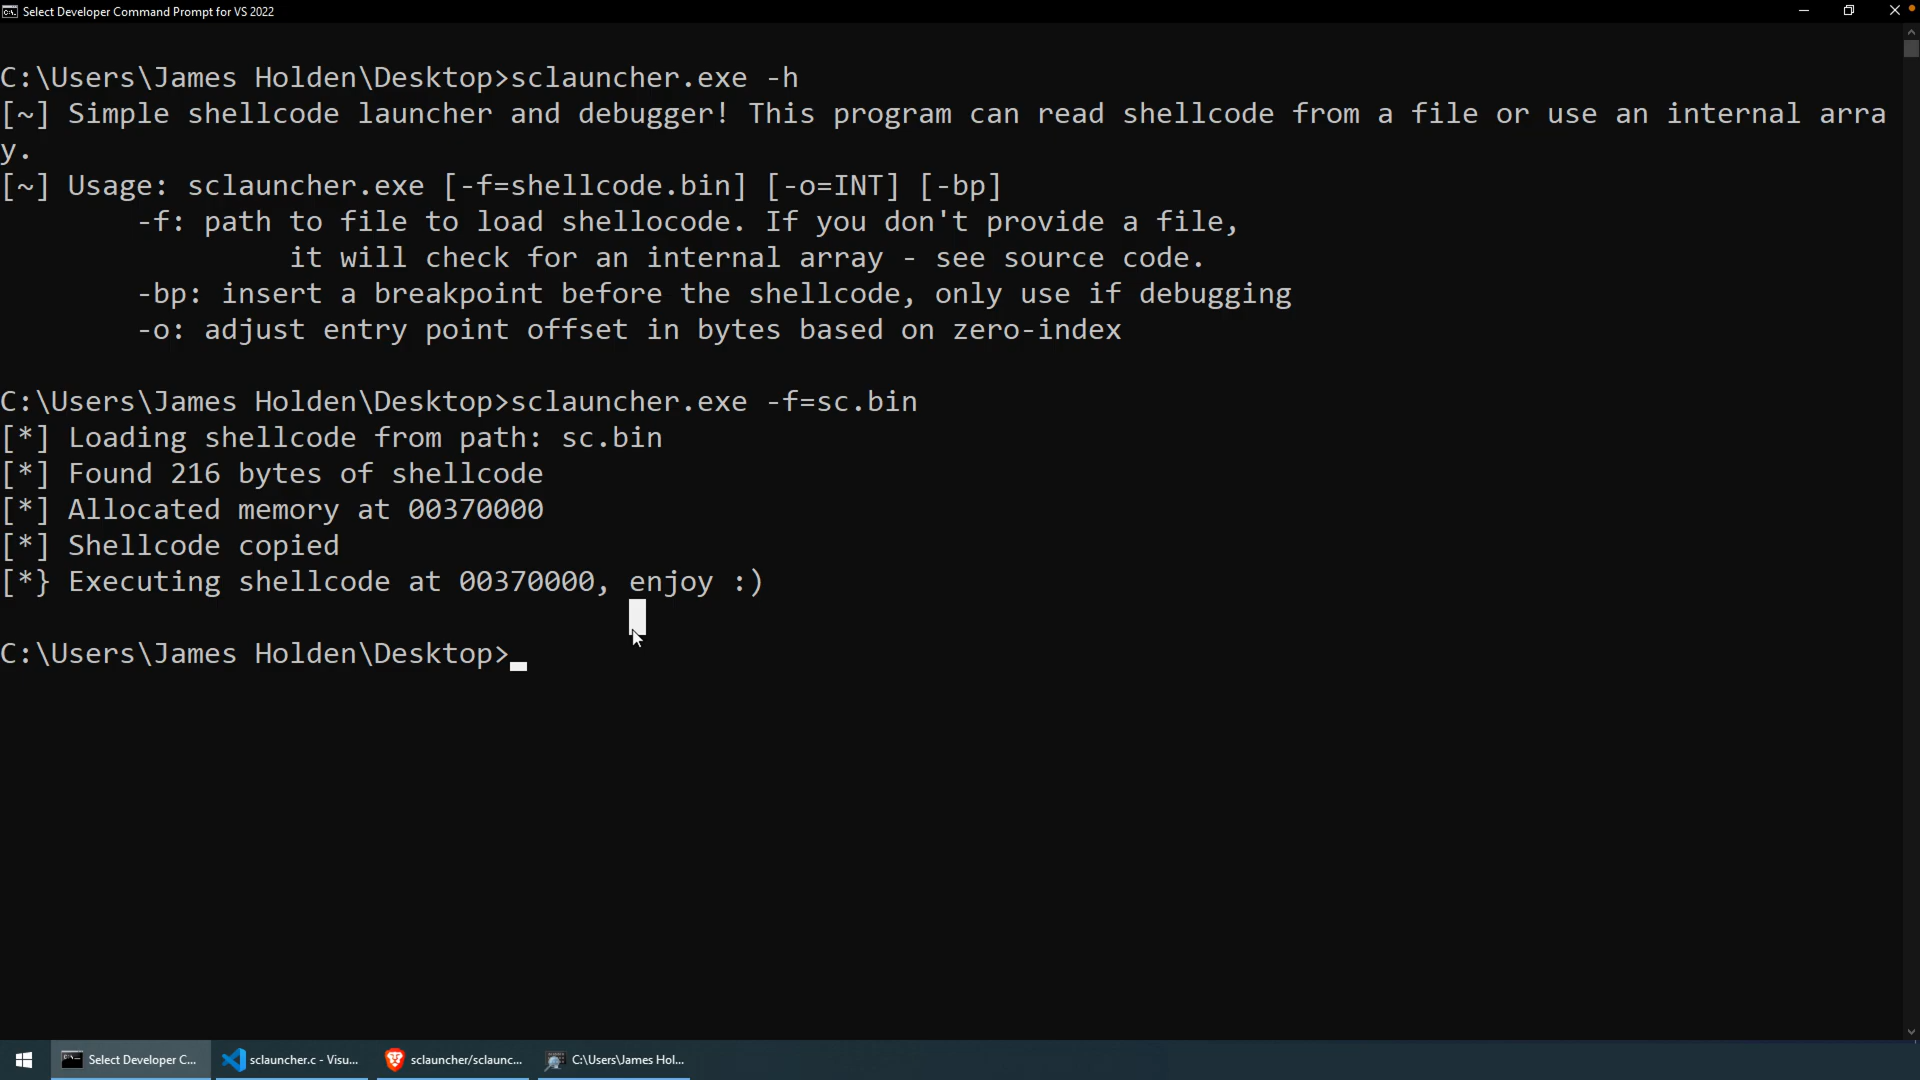 Select Developer Command Prompt for VS 2022
C:\Users\James Holden\Desktop>sclauncher.exe -h
[~] Simple shellcode launcher and debugger! This program can read shellcode from a file or use an internal arra
y.
[~] Usage: sclauncher.exe [-f=shellcode.bin] [-o=INT] [-bp]
-f: path to file to load shellocode. If you don't provide a file,
it will check for an internal array - see source code.
-bp: insert a breakpoint before the shellcode, only use if debugging
-o: adjust entry point offset in bytes based on zero-index
C:\Users\James Holden\Desktop>sclauncher.exe -f=sc.bin
[*] Loading shellcode from path: sc.bin
[*] Found 216 bytes of shellcode
[*] Allocated memory at 00370000
[*] Shellcode copied
[*} Executing shellcode at 00370000, enjoy :)
C:\Users\James Holden\Desktop>
Select Developer C... sclauncher.c - Visu... sclauncher/sclaunc... C:\Users\James Hol...